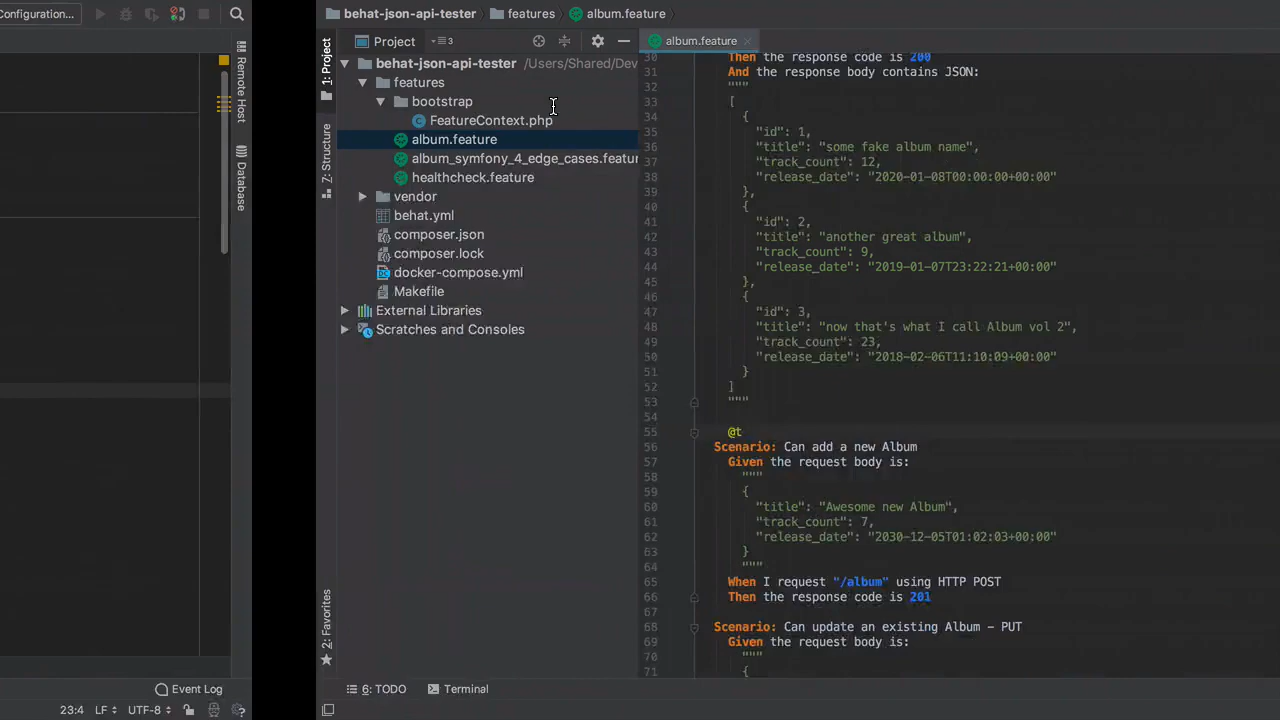 Configuration...
Remote Host
Database
Event Log
23:4 LF UTF-8
behat-json-api-tester features album.feature
1: Project
7: Structure
2: Favorites
Project
3
behat-json-api-tester /Users/Shared/Dev
features
bootstrap
FeatureContext.php
album.feature
album_symfony_4_edge_cases.featur
healthcheck.feature
vendor
behat.yml
composer.json
composer.lock
docker-compose.yml
Makefile
External Libraries
Scratches and Consoles
album.feature
30 Then the response code is 200
31 And the response body contains JSON:
32 """
33 [
34 {
35 "id": 1,
36 "title": "some fake album name",
37 "track_count": 12,
38 "release_date": "2020-01-08T00:00:00+00:00"
39 },
40 {
41 "id": 2,
42 "title": "another great album",
43 "track_count": 9,
44 "release_date": "2019-01-07T23:22:21+00:00"
45 },
46 {
47 "id": 3,
48 "title": "now that's what I call Album vol 2",
49 "track_count": 23,
50 "release_date": "2018-02-06T11:10:09+00:00"
51 }
52 ]
53 """
54
55 @t
56 Scenario: Can add a new Album
57 Given the request body is:
58 """
59 {
60 "title": "Awesome new Album",
61 "track_count": 7,
62 "release_date": "2030-12-05T01:02:03+00:00"
63 }
64 """
65 When I request "/album" using HTTP POST
66 Then the response code is 201
67
68 Scenario: Can update an existing Album - PUT
69 Given the request body is:
70 """
71 {
6: TODO Terminal